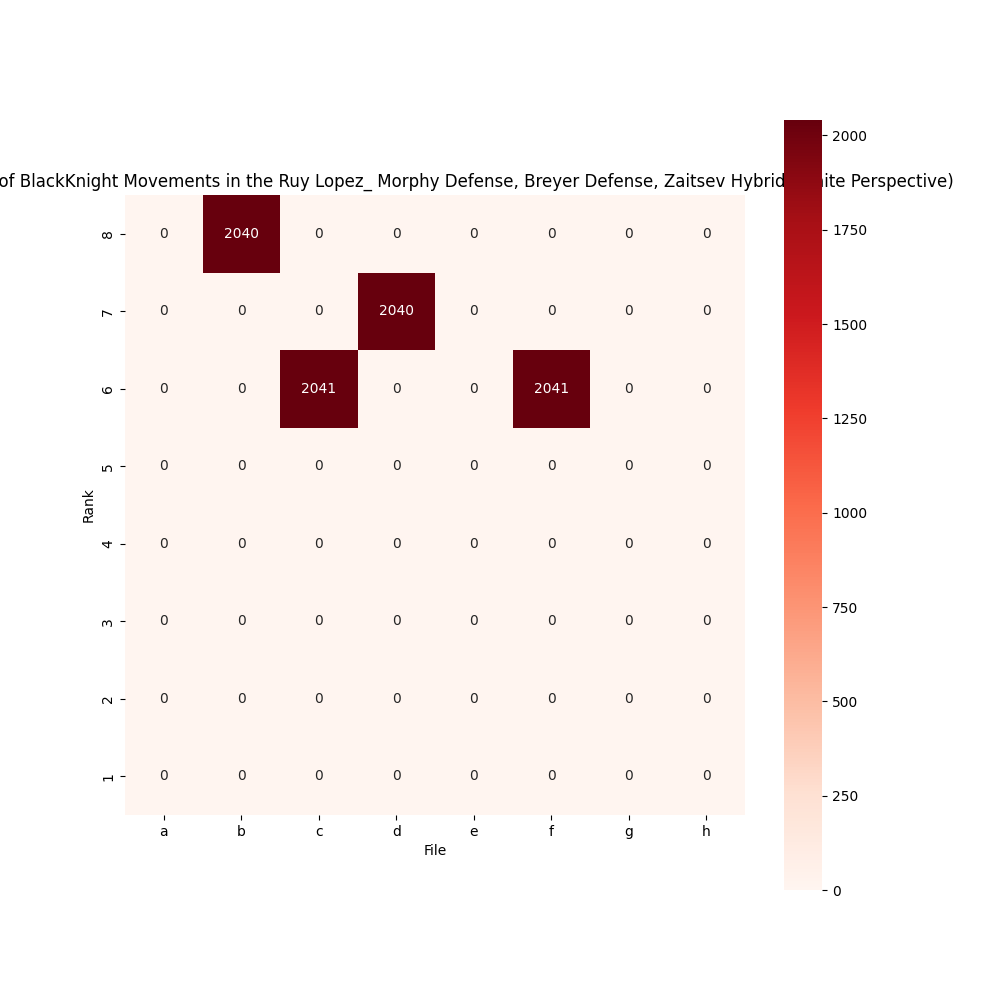 of BlackKnight Movements in the Ruy Lopez_ Morphy Defense, Breyer Defense, Zaitsev Hybrid Perspective)
2000
1750
1500
1250
1000
750
500
250
0
8 0 2040 0 0 0 0 0 0
7 0 0 0 2040 0 0 0 0
6 0 0 2041 0 0 2041 0 0
5 0 0 0 0 0 0 0 0
4 0 0 0 0 0 0 0 0
3 0 0 0 0 0 0 0 0
2 0 0 0 0 0 0 0 0
1 0 0 0 0 0 0 0 0
Rank
a b c d e f g h
File